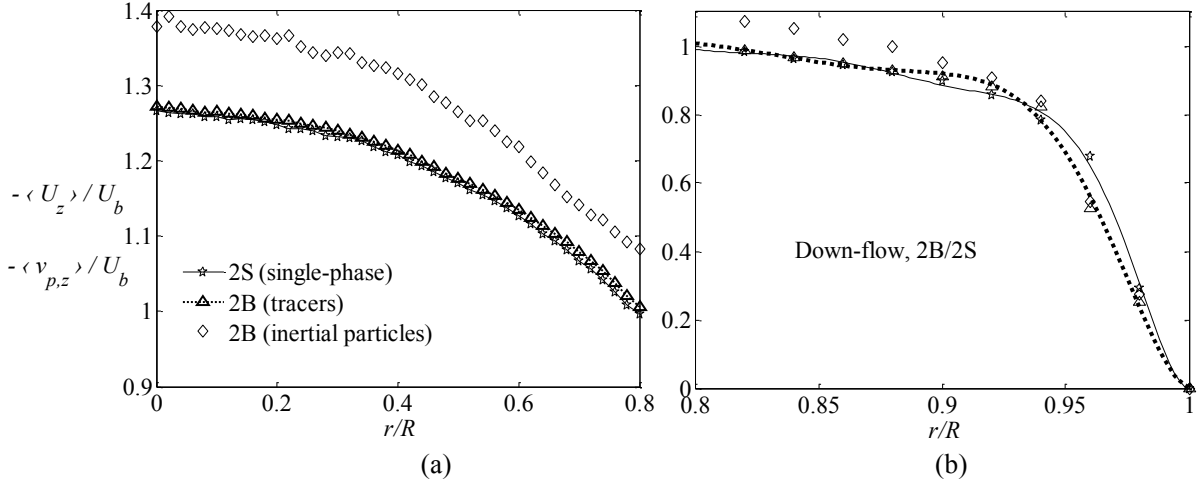 1.4
1.3
1.2
1.1
1
0.9
- ‹ U_z › / U_b
- ‹ v_{p,z} › / U_b
2S (single-phase)
2B (tracers)
2B (inertial particles)
0 0.2 0.4 0.6 0.8
r/R
(a)
1
0.8
0.6
0.4
0.2
0
Down-flow, 2B/2S
0.8 0.85 0.9 0.95 1
r/R
(b)